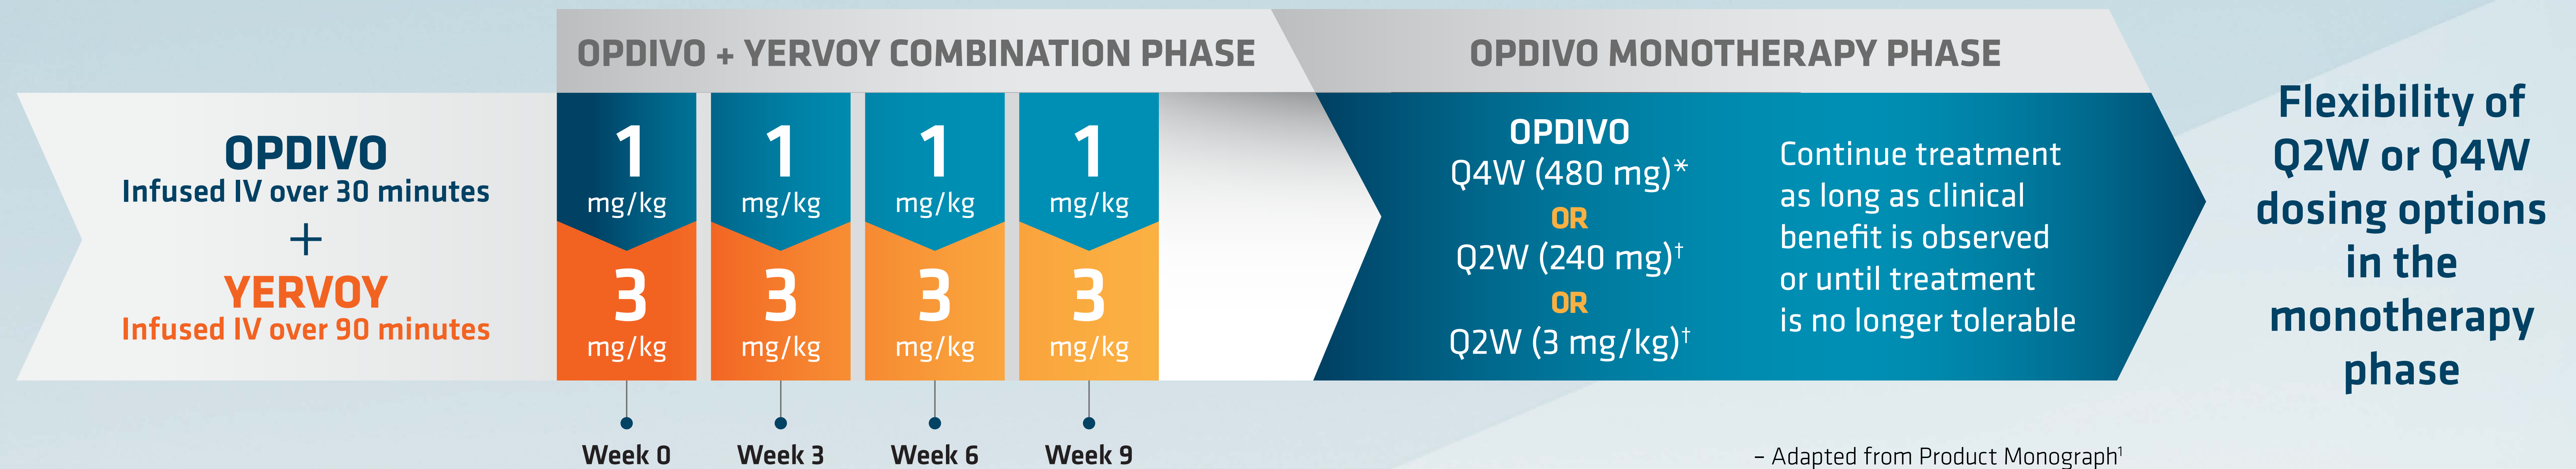 OPDIVO + YERVOY COMBINATION PHASE
OPDIVO MONOTHERAPY PHASE
OPDIVO
Infused IV over 30 minutes
+
YERVOY
Infused IV over 90 minutes
1
mg/kg
3
mg/kg
Week 0
1
mg/kg
3
mg/kg
Week 3
1
mg/kg
3
mg/kg
Week 6
1
mg/kg
3
mg/kg
Week 9
OPDIVO
Q4W (480 mg)*
OR
Q2W (240 mg)†
OR
Q2W (3 mg/kg)†
Continue treatment
as long as clinical
benefit is observed
or until treatment
is no longer tolerable
Flexibility of
Q2W or Q4W
dosing options
in the
monotherapy
phase
– Adapted from Product Monograph¹